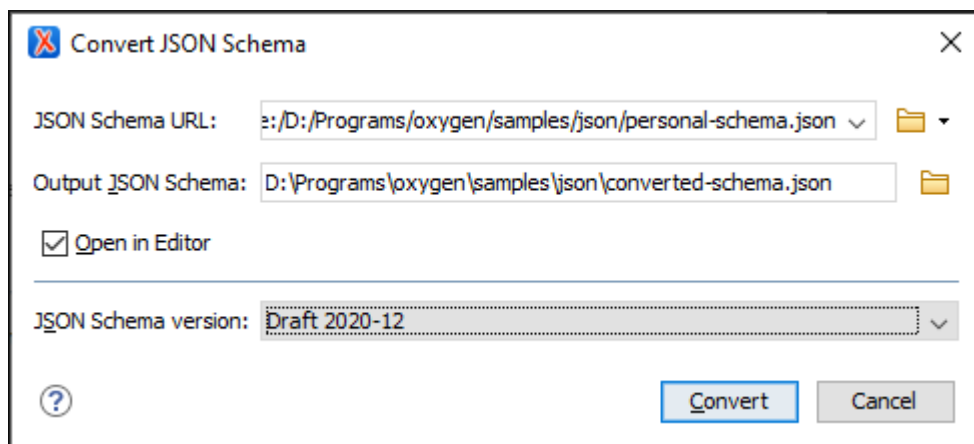 Convert JSON Schema
JSON Schema URL: e:/D:/Programs/oxygen/samples/json/personal-schema.json
Output JSON Schema: D:\Programs\oxygen\samples\json\converted-schema.json
Open in Editor
JSON Schema version: Draft 2020-12
? Convert Cancel